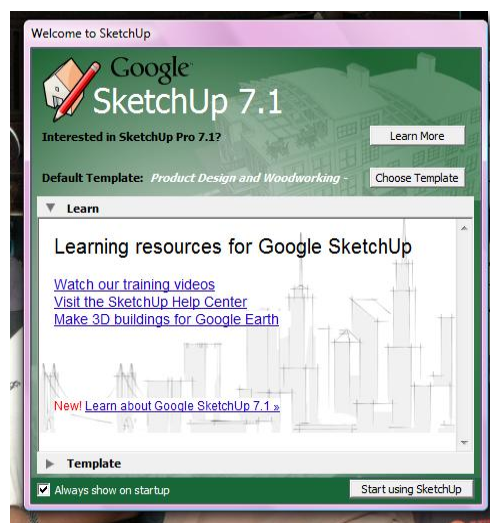 Welcome to SketchUp
Google
SketchUp 7.1
Interested in SketchUp Pro 7.1?
Learn More
Default Template: Product Design and Woodworking -
Choose Template
Learn
Learning resources for Google SketchUp
Watch our training videos
Visit the SketchUp Help Center
Make 3D buildings for Google Earth
New! Learn about Google SketchUp 7.1 »
Template
Always show on startup
Start using SketchUp